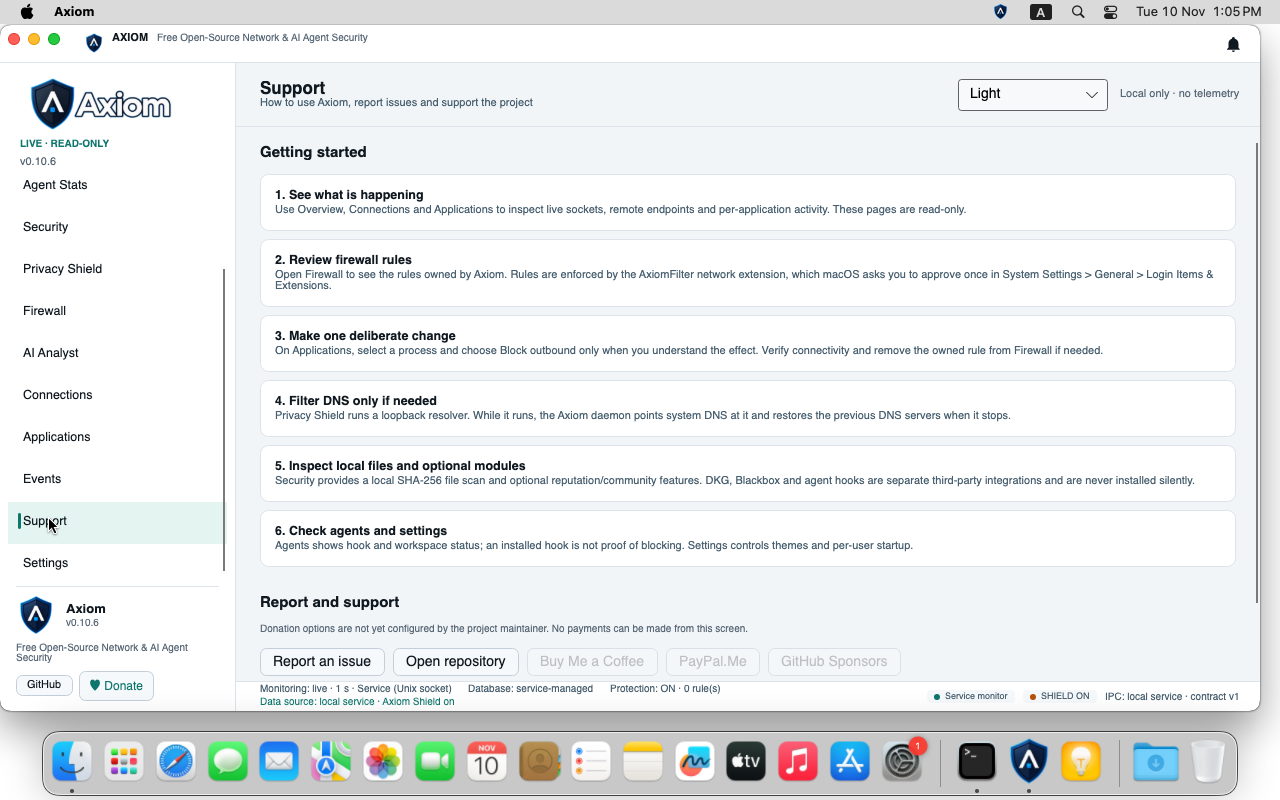 Axiom
A
Tue 10 Nov 1:05 PM
AXIOM Free Open-Source Network & AI Agent Security
Axiom
LIVE · READ-ONLY
v0.10.6
Agent Stats
Security
Privacy Shield
Firewall
AI Analyst
Connections
Applications
Events
Support
Settings
Axiom
v0.10.6
Free Open-Source Network & AI Agent
Security
GitHub
Donate
Support
How to use Axiom, report issues and support the project
Light
Local only · no telemetry
Getting started
1. See what is happening
Use Overview, Connections and Applications to inspect live sockets, remote endpoints and per-application activity. These pages are read-only.
2. Review firewall rules
Open Firewall to see the rules owned by Axiom. Rules are enforced by the AxiomFilter network extension, which macOS asks you to approve once in System Settings > General > Login Items &
Extensions.
3. Make one deliberate change
On Applications, select a process and choose Block outbound only when you understand the effect. Verify connectivity and remove the owned rule from Firewall if needed.
4. Filter DNS only if needed
Privacy Shield runs a loopback resolver. While it runs, the Axiom daemon points system DNS at it and restores the previous DNS servers when it stops.
5. Inspect local files and optional modules
Security provides a local SHA-256 file scan and optional reputation/community features. DKG, Blackbox and agent hooks are separate third-party integrations and are never installed silently.
6. Check agents and settings
Agents shows hook and workspace status; an installed hook is not proof of blocking. Settings controls themes and per-user startup.
Report and support
Donation options are not yet configured by the project maintainer. No payments can be made from this screen.
Report an issue
Open repository
Buy Me a Coffee
PayPal.Me
GitHub Sponsors
Monitoring: live · 1 s · Service (Unix socket) Database: service-managed Protection: ON · 0 rule(s)
Data source: local service · Axiom Shield on
Service monitor
SHIELD ON
IPC: local service · contract v1
NOV
10
tv
1